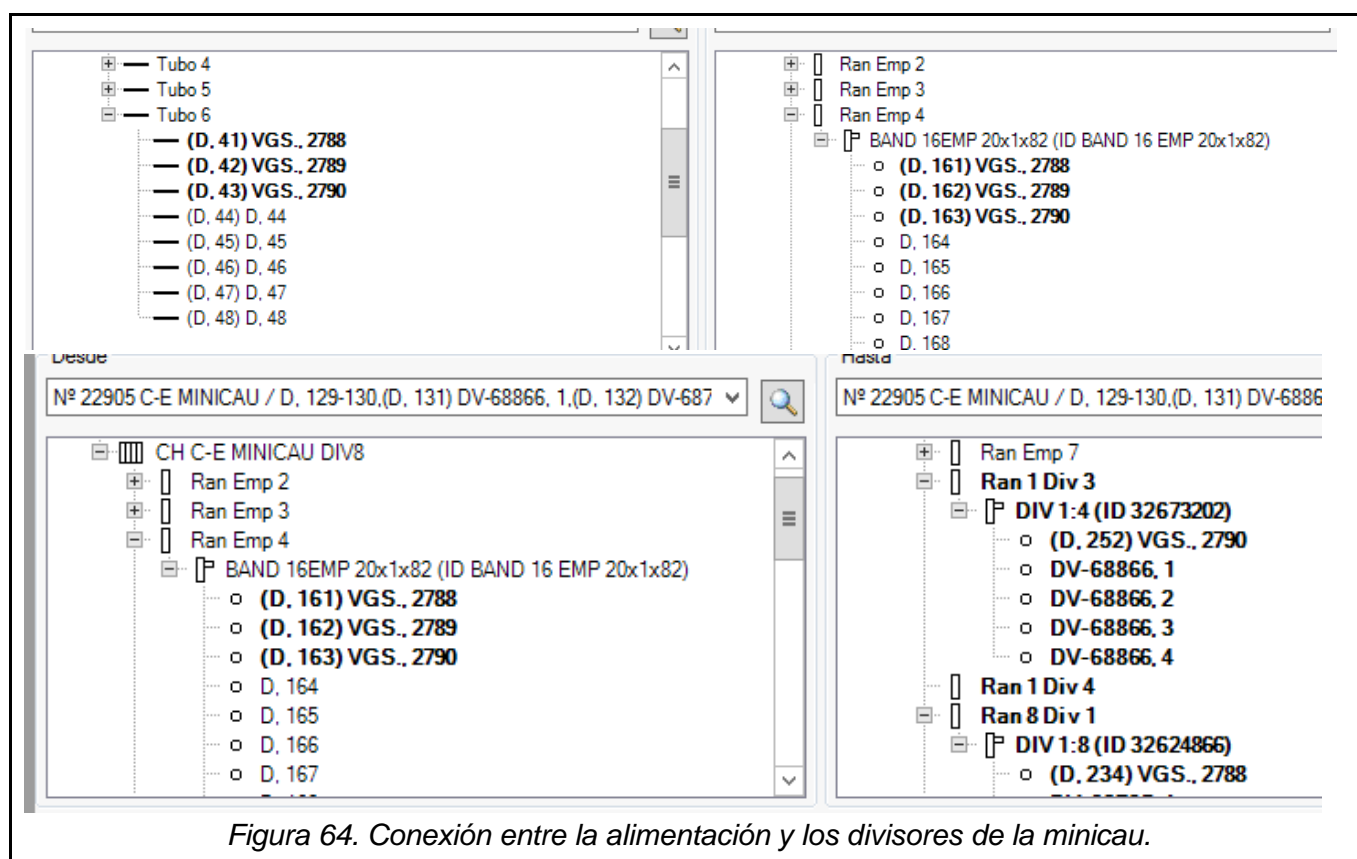 Tubo 4
Tubo 5
Tubo 6
(D, 41) VGS., 2788
(D, 42) VGS., 2789
(D, 43) VGS., 2790
(D, 44) D, 44
(D, 45) D, 45
(D, 46) D, 46
(D, 47) D, 47
(D, 48) D, 48
Ran Emp 2
Ran Emp 3
Ran Emp 4
BAND 16EMP 20x1x82 (ID BAND 16 EMP 20x1x82)
(D, 161) VGS., 2788
(D, 162) VGS., 2789
(D, 163) VGS., 2790
D, 164
D, 165
D, 166
D, 167
D, 168
Desde
Nº 22905 C-E MINICAU / D, 129-130,(D, 131) DV-68866, 1,(D, 132) DV-687
CH C-E MINICAU DIV8
Ran Emp 2
Ran Emp 3
Ran Emp 4
BAND 16EMP 20x1x82 (ID BAND 16 EMP 20x1x82)
(D, 161) VGS., 2788
(D, 162) VGS., 2789
(D, 163) VGS., 2790
D, 164
D, 165
D, 166
D, 167
Hasta
Nº 22905 C-E MINICAU / D, 129-130,(D, 131) DV-6886
Ran Emp 7
Ran 1 Div 3
DIV 1:4 (ID 32673202)
(D, 252) VGS., 2790
DV-68866, 1
DV-68866, 2
DV-68866, 3
DV-68866, 4
Ran 1 Div 4
Ran 8 Div 1
DIV 1:8 (ID 32624866)
(D, 234) VGS., 2788
Figura 64. Conexión entre la alimentación y los divisores de la minicau.